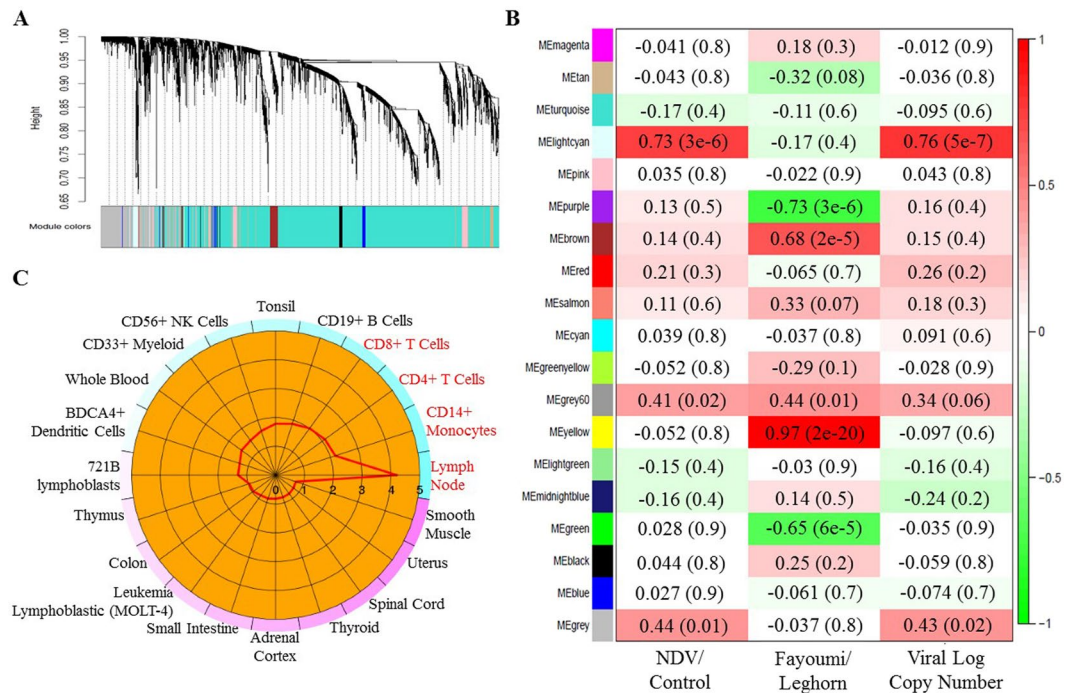 A
1.00
0.95
0.90
0.85
0.80
0.75
0.70
0.65
Height
Module colors
B
MEmagenta -0.041 (0.8) 0.18 (0.3) -0.012 (0.9)
MEtan -0.043 (0.8) -0.32 (0.08) -0.036 (0.8)
MEturquoise -0.17 (0.4) -0.11 (0.6) -0.095 (0.6)
MElightcyan 0.73 (3e-6) -0.17 (0.4) 0.76 (5e-7)
MEpink 0.035 (0.8) -0.022 (0.9) 0.043 (0.8)
MEpurple 0.13 (0.5) -0.73 (3e-6) 0.16 (0.4)
MEbrown 0.14 (0.4) 0.68 (2e-5) 0.15 (0.4)
MEred 0.21 (0.3) -0.065 (0.7) 0.26 (0.2)
MEsalmon 0.11 (0.6) 0.33 (0.07) 0.18 (0.3)
MEcyan 0.039 (0.8) -0.037 (0.8) 0.091 (0.6)
MEgreenyellow -0.052 (0.8) -0.29 (0.1) -0.028 (0.9)
MEgrey60 0.41 (0.02) 0.44 (0.01) 0.34 (0.06)
MEyellow -0.052 (0.8) 0.97 (2e-20) -0.097 (0.6)
MElightgreen -0.15 (0.4) -0.03 (0.9) -0.16 (0.4)
MEmidnightblue -0.16 (0.4) 0.14 (0.5) -0.24 (0.2)
MEgreen 0.028 (0.9) -0.65 (6e-5) -0.035 (0.9)
MEblack 0.044 (0.8) 0.25 (0.2) -0.059 (0.8)
MEblue 0.027 (0.9) -0.061 (0.7) -0.074 (0.7)
MEgrey 0.44 (0.01) -0.037 (0.8) 0.43 (0.02)
NDV/ Fayoumi/ Viral Log
Control Leghorn Copy Number
1
0.5
0
-0.5
-1
C
Tonsil
CD19+ B Cells
CD8+ T Cells
CD4+ T Cells
CD14+
Monocytes
Lymph
Node
Smooth
Muscle
Uterus
Spinal Cord
Thyroid
Adrenal
Cortex
Small Intestine
Leukemia
Lymphoblastic (MOLT-4)
Colon
Thymus
721B
lymphoblasts
BDCA4+
Dendritic Cells
Whole Blood
CD33+ Myeloid
CD56+ NK Cells
0 1 2 3 4 5